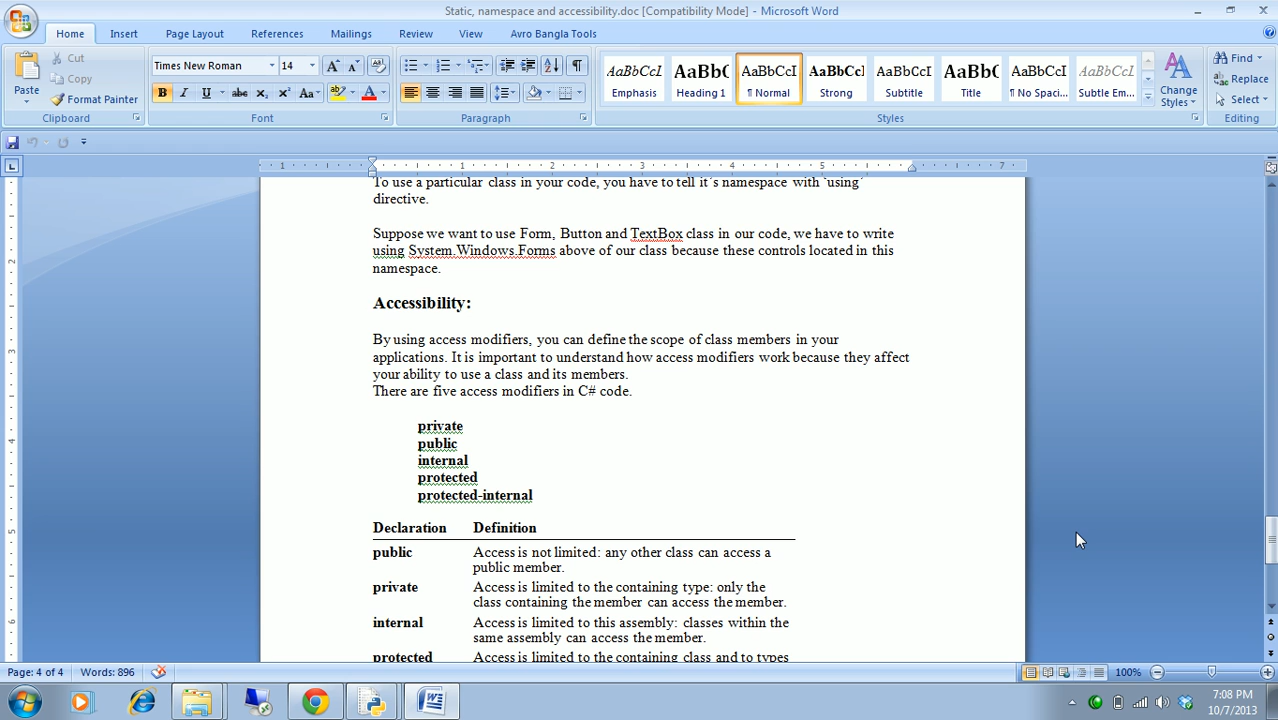 Static, namespace and accessibility.doc [Compatibility Mode] - Microsoft Word
Home Insert Page Layout References Mailings Review View Avro Bangla Tools
Paste
Cut
Copy
Format Painter
Clipboard
Times New Roman 14
Font
Paragraph
AaBbCcI AaBbC AaBbCcI AaBbCcl AaBbCcI AaBbC AaBbCcI AaBbCcI
Emphasis Heading 1 ¶ Normal Strong Subtitle Title ¶ No Spaci... Subtle Em...
Change Styles
Styles
Find
Replace
Select
Editing
1 1 2 3 4 5 7
To use a particular class in your code, you have to tell it's namespace with 'using'
directive.
Suppose we want to use Form, Button and TextBox class in our code, we have to write
using System.Windows.Forms above of our class because these controls located in this
namespace.
Accessibility:
By using access modifiers, you can define the scope of class members in your
applications. It is important to understand how access modifiers work because they affect
your ability to use a class and its members.
There are five access modifiers in C# code.
private
public
internal
protected
protected-internal
Declaration Definition
public Access is not limited: any other class can access a
public member.
private Access is limited to the containing type: only the
class containing the member can access the member.
internal Access is limited to this assembly: classes within the
same assembly can access the member.
protected Access is limited to the containing class and to types
Page: 4 of 4 Words: 896 100%
7:08 PM
10/7/2013